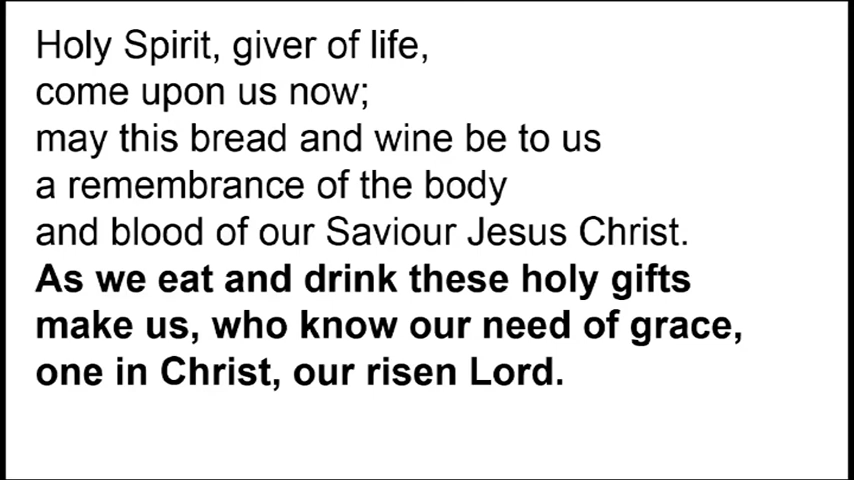 Holy Spirit, giver of life,
come upon us now;
may this bread and wine be to us
a remembrance of the body
and blood of our Saviour Jesus Christ.
As we eat and drink these holy gifts
make us, who know our need of grace,
one in Christ, our risen Lord.